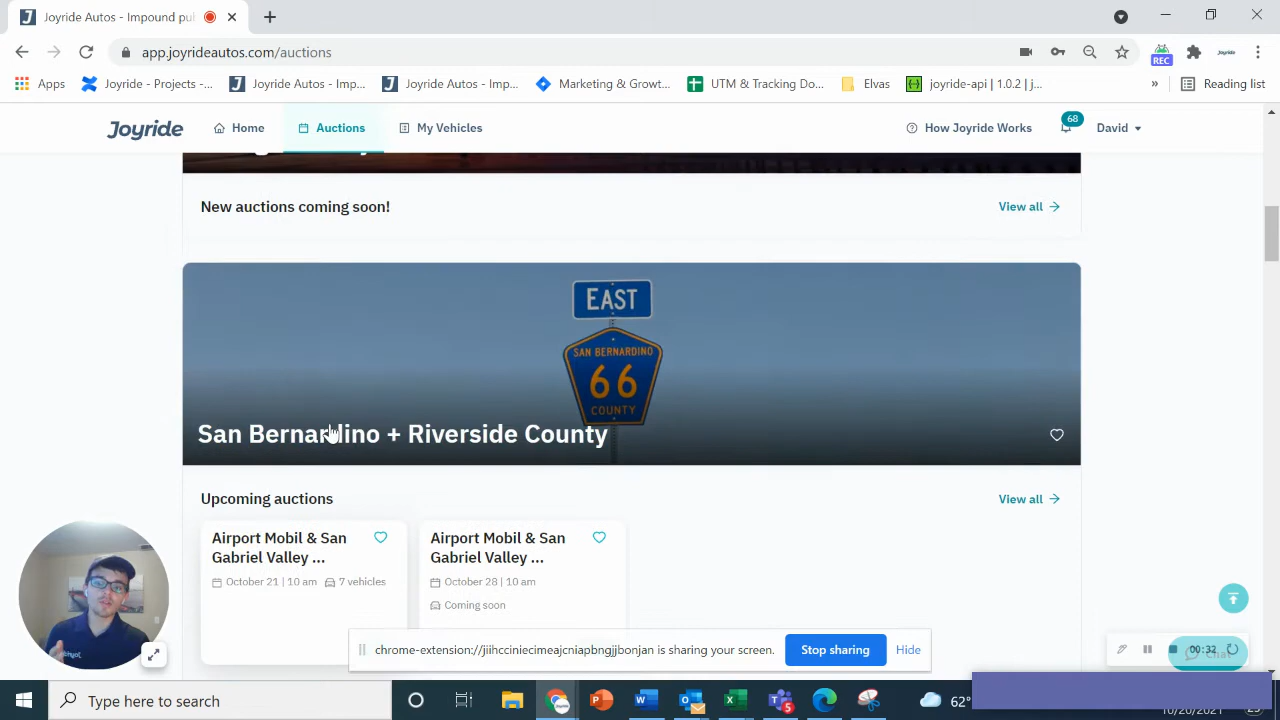 Joyride Autos - Impound pu
app.joyrideautos.com/auctions
REC
Joyride
Apps
Joyride - Projects -...
Joyride Autos - Imp...
Joyride Autos - Imp...
Marketing & Growt...
UTM & Tracking Do...
Elvas
joyride-api | 1.0.2 | j...
»
Reading list
Joyride
Home
Auctions
My Vehicles
How Joyride Works
68
David
New auctions coming soon!
View all
EAST
SAN BERNARDINO
66
COUNTY
San Bernardino + Riverside County
Upcoming auctions
View all
Airport Mobil & San
Gabriel Valley ...
October 21 | 10 am
7 vehicles
Airport Mobil & San
Gabriel Valley ...
October 28 | 10 am
Coming soon
chrome-extension://jiihcciniecimeajcniapbngjjbonjan is sharing your screen.
Stop sharing
Hide
00:32
Type here to search
5
62°
10/20/2021